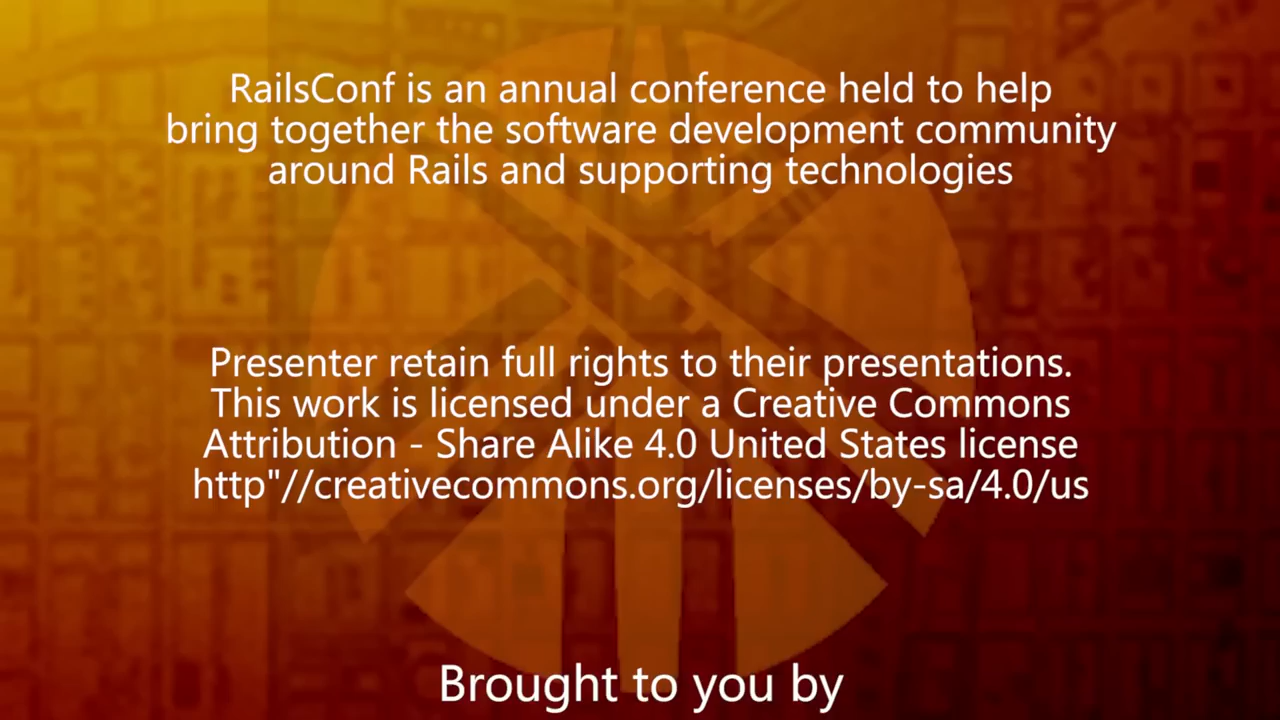 RailsConf is an annual conference held to help
bring together the software development community
around Rails and supporting technologies
Presenter retain full rights to their presentations.
This work is licensed under a Creative Commons
Attribution - Share Alike 4.0 United States license
http"//creativecommons.org/licenses/by-sa/4.0/us
Brought to you by